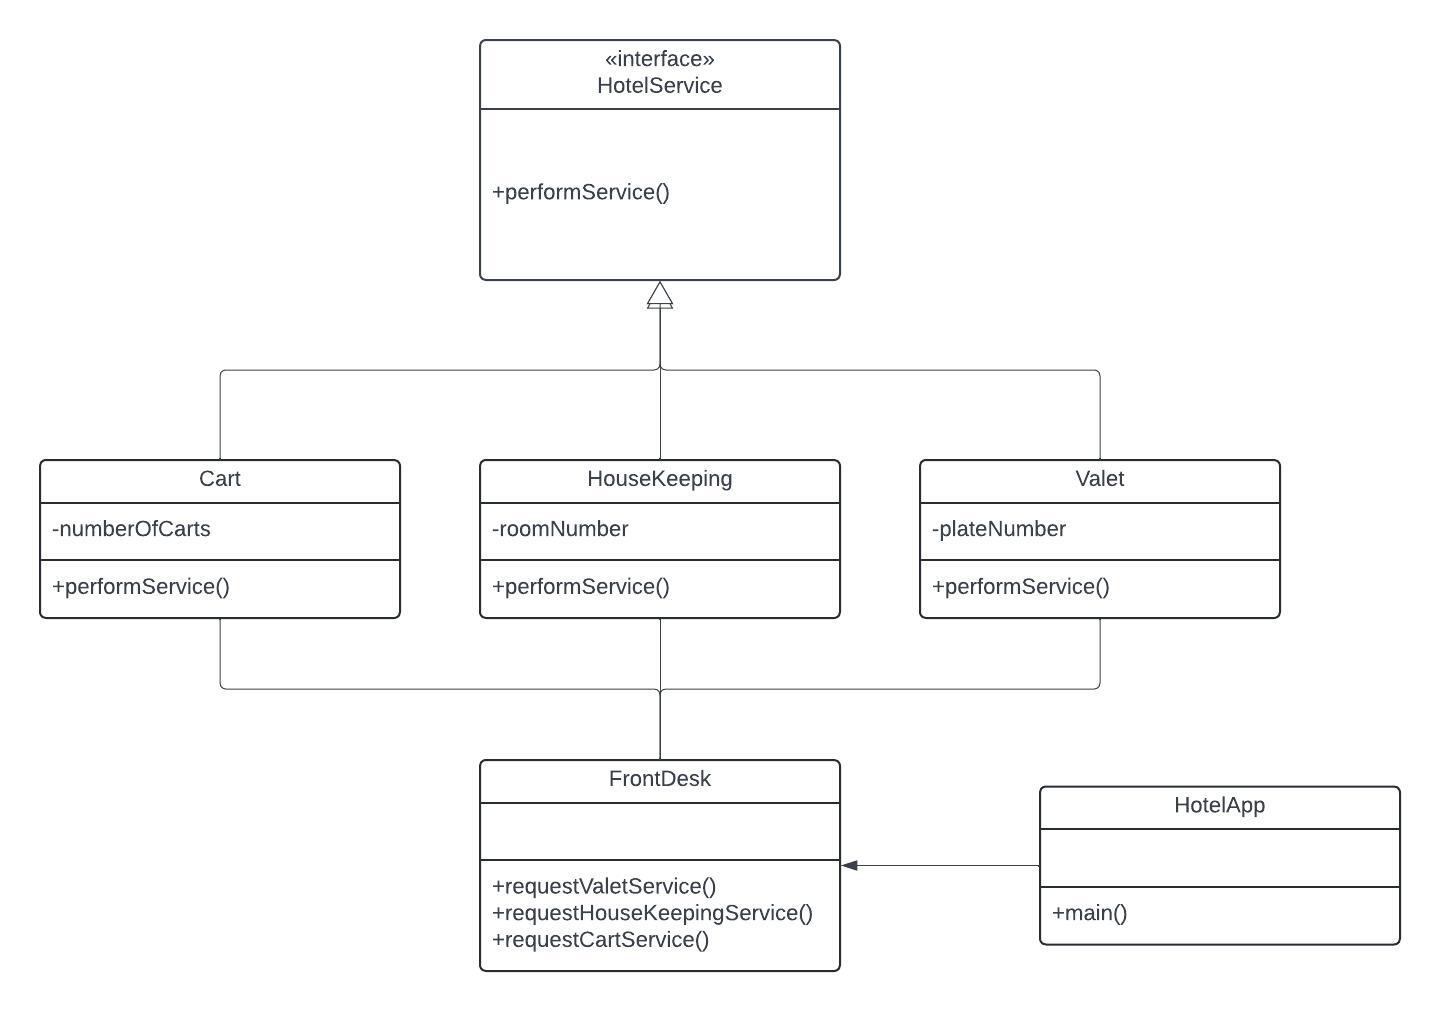 «interface»
HotelService
+performService()
Cart
-numberOfCarts
+performService()
HouseKeeping
-roomNumber
+performService()
Valet
-plateNumber
+performService()
FrontDesk
+requestValetService()
+requestHouseKeepingService()
+requestCartService()
HotelApp
+main()